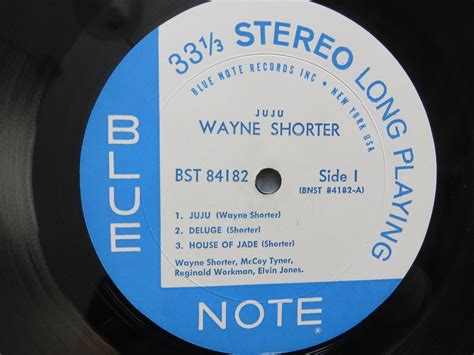 33 1/3 STEREO LONG PLAYING
BLUE NOTE RECORDS INC • NEW YORK USA
JUJU
WAYNE SHORTER
BST 84182
Side 1
(BNST 84182-A)
1. JUJU (Wayne Shorter)
2. DELUGE (Shorter)
3. HOUSE OF JADE (Shorter)
Wayne Shorter, McCoy Tyner,
Reginald Workman, Elvin Jones.
BLUE
NOTE
®